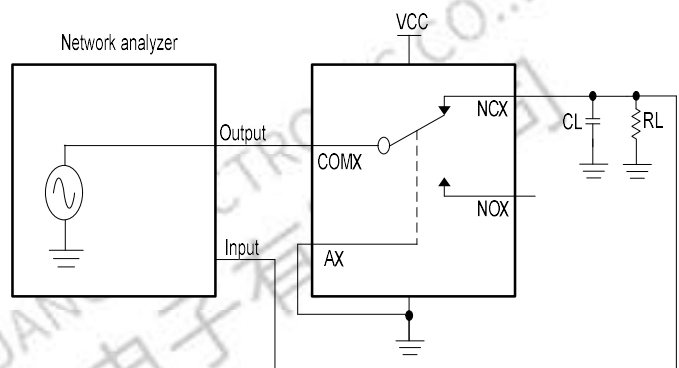 VCC
Network analyzer
NCX
CL
RL
Output
COMX
NOX
Input
AX